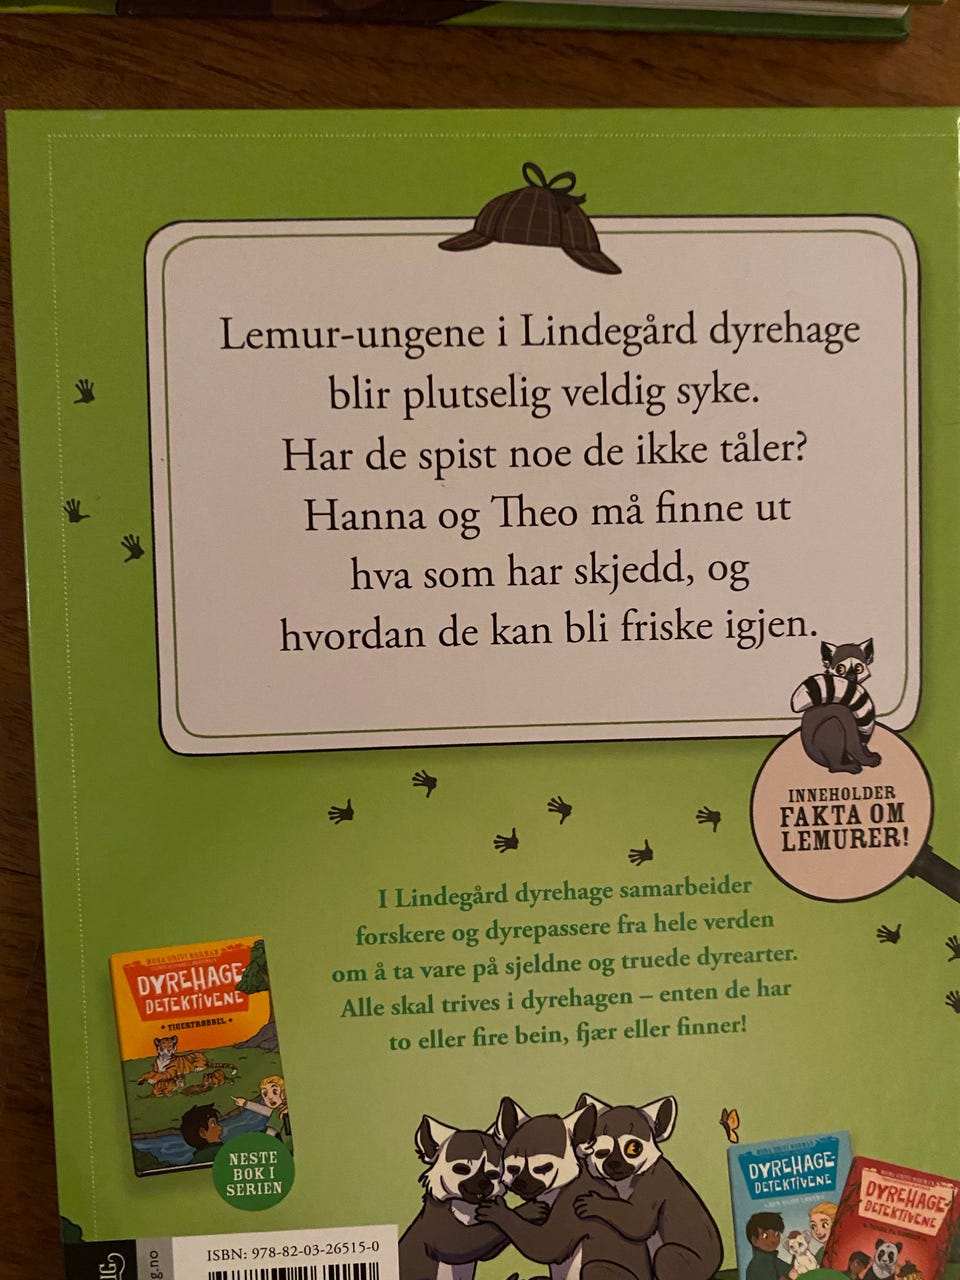 Lemur-ungene i Lindegård dyrehage
blir plutselig veldig syke.
Har de spist noe de ikke tåler?
Hanna og Theo må finne ut
hva som har skjedd, og
hvordan de kan bli friske igjen.
INNEHOLDER
FAKTA OM
LEMURER!
I Lindegård dyrehage samarbeider
forskere og dyrepassere fra hele verden
om å ta vare på sjeldne og truede dyrearter.
Alle skal trives i dyrehagen – enten de har
to eller fire bein, fjær eller finner!
DYREHAGE
DETEKTIVENE
• TIGERTRØBBEL •
NESTE
BOK I
SERIEN
DYREHAGE-
DETEKTIVENE
DYREHAGE-
DETEKTIVENE
ISBN: 978-82-03-26515-0